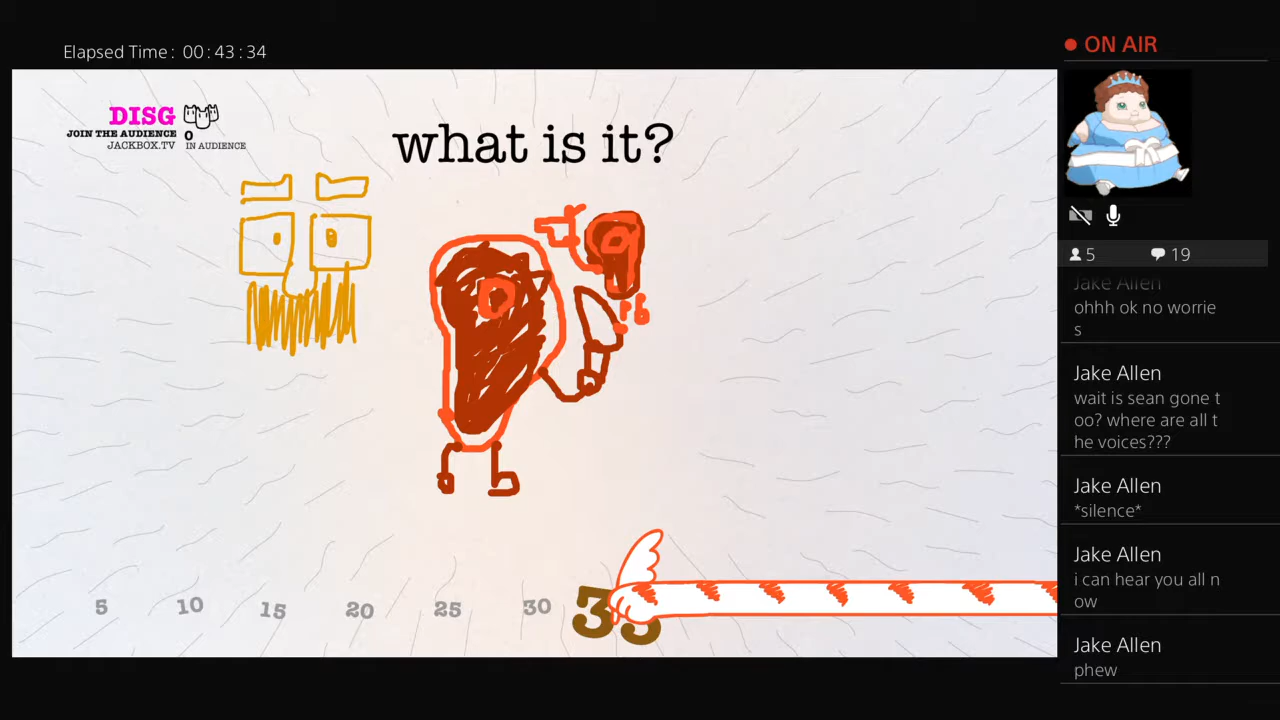 Elapsed Time: 00:43:34
ON AIR
DISG
JOIN THE AUDIENCE
JACKBOX.TV
0
IN AUDIENCE
what is it?
5
19
Jake Allen
ohhh ok no worrie
s
Jake Allen
wait is sean gone t
oo? where are all t
he voices???
Jake Allen
*silence*
Jake Allen
i can hear you all n
ow
Jake Allen
phew
5 10 15 20 25 30 35